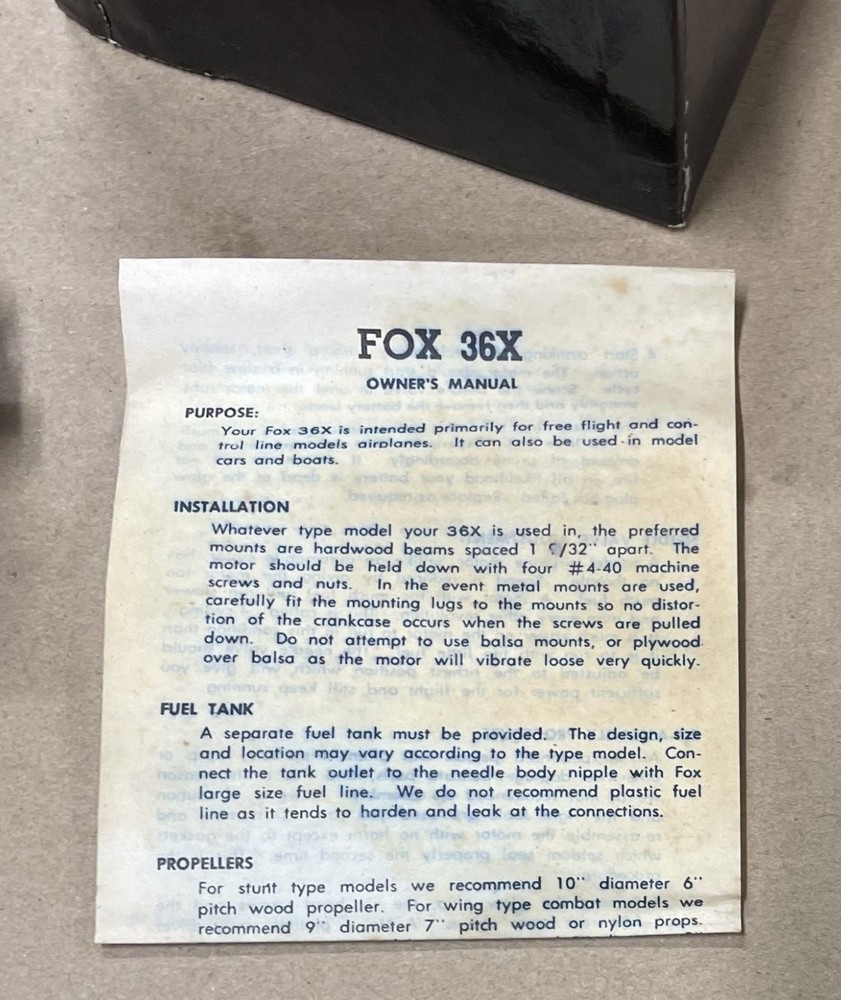 FOX 36X
OWNER'S MANUAL
PURPOSE:
Your Fox 36X is intended primarily for free flight and con-
trol line models airplanes. It can also be used in model
cars and boats.
INSTALLATION
Whatever type model your 36X is used in, the preferred
mounts are hardwood beams spaced 1 /32" apart. The
motor should be held down with four #4-40 machine
screws and nuts. In the event metal mounts are used,
carefully fit the mounting lugs to the mounts so no distor-
tion of the crankcase occurs when the screws are pulled
down. Do not attempt to use balsa mounts, or plywood
over balsa as the motor will vibrate loose very quickly.
FUEL TANK
A separate fuel tank must be provided. The design, size
and location may vary according to the type model. Con-
nect the tank outlet to the needle body nipple with Fox
large size fuel line. We do not recommend plastic fuel
line as it tends to harden and leak at the connections.
PROPELLERS
For stunt type models we recommend 10" diameter 6"
pitch wood propeller. For wing type combat models we
recommend 9" diameter 7" pitch wood or nylon props.